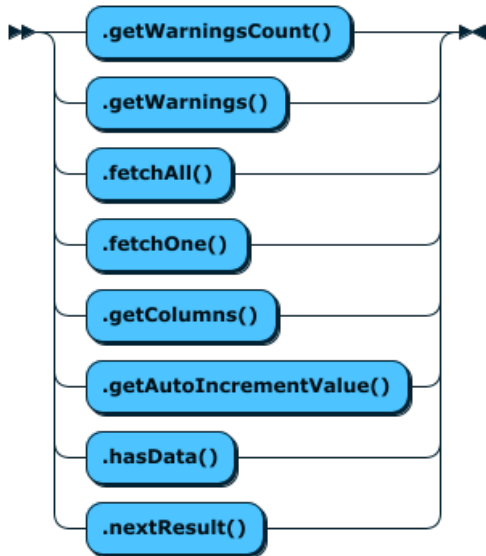 .getWarningsCount()
.getWarnings()
.fetchAll()
.fetchOne()
.getColumns()
.getAutoIncrementValue()
.hasData()
.nextResult()